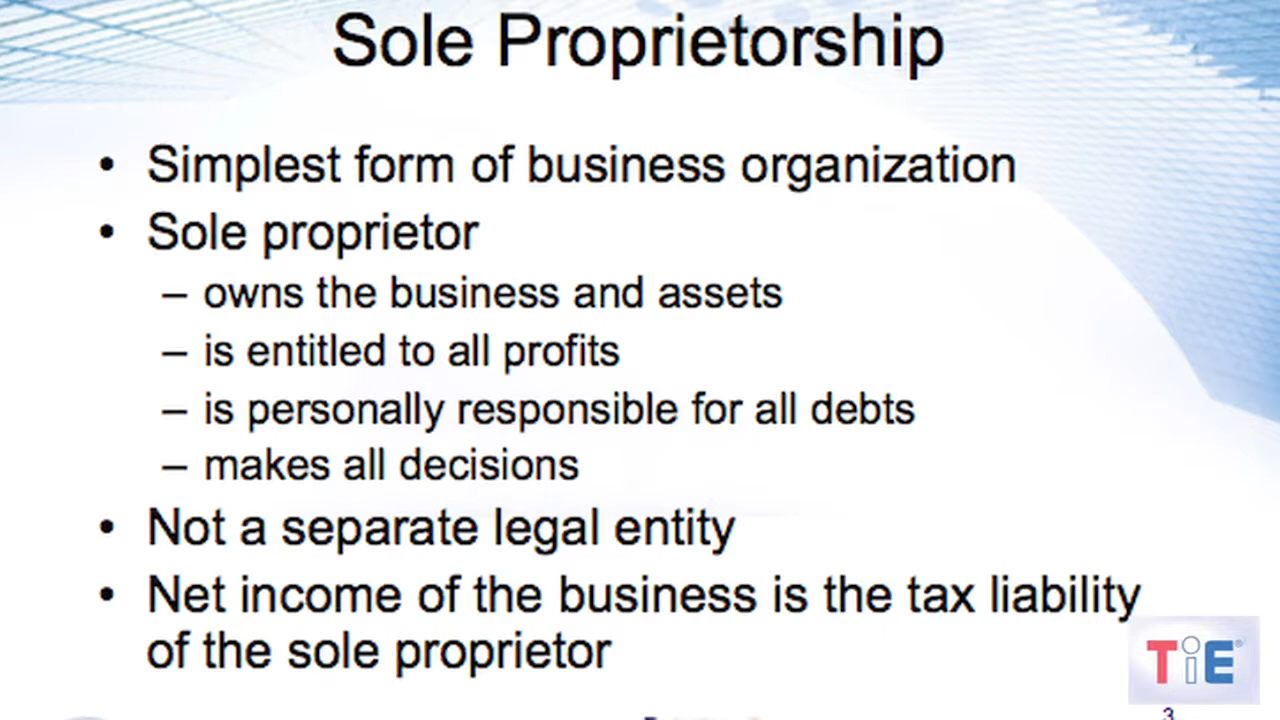 Sole Proprietorship
• Simplest form of business organization
• Sole proprietor
– owns the business and assets
– is entitled to all profits
– is personally responsible for all debts
– makes all decisions
• Not a separate legal entity
• Net income of the business is the tax liability
of the sole proprietor
TiE®
3